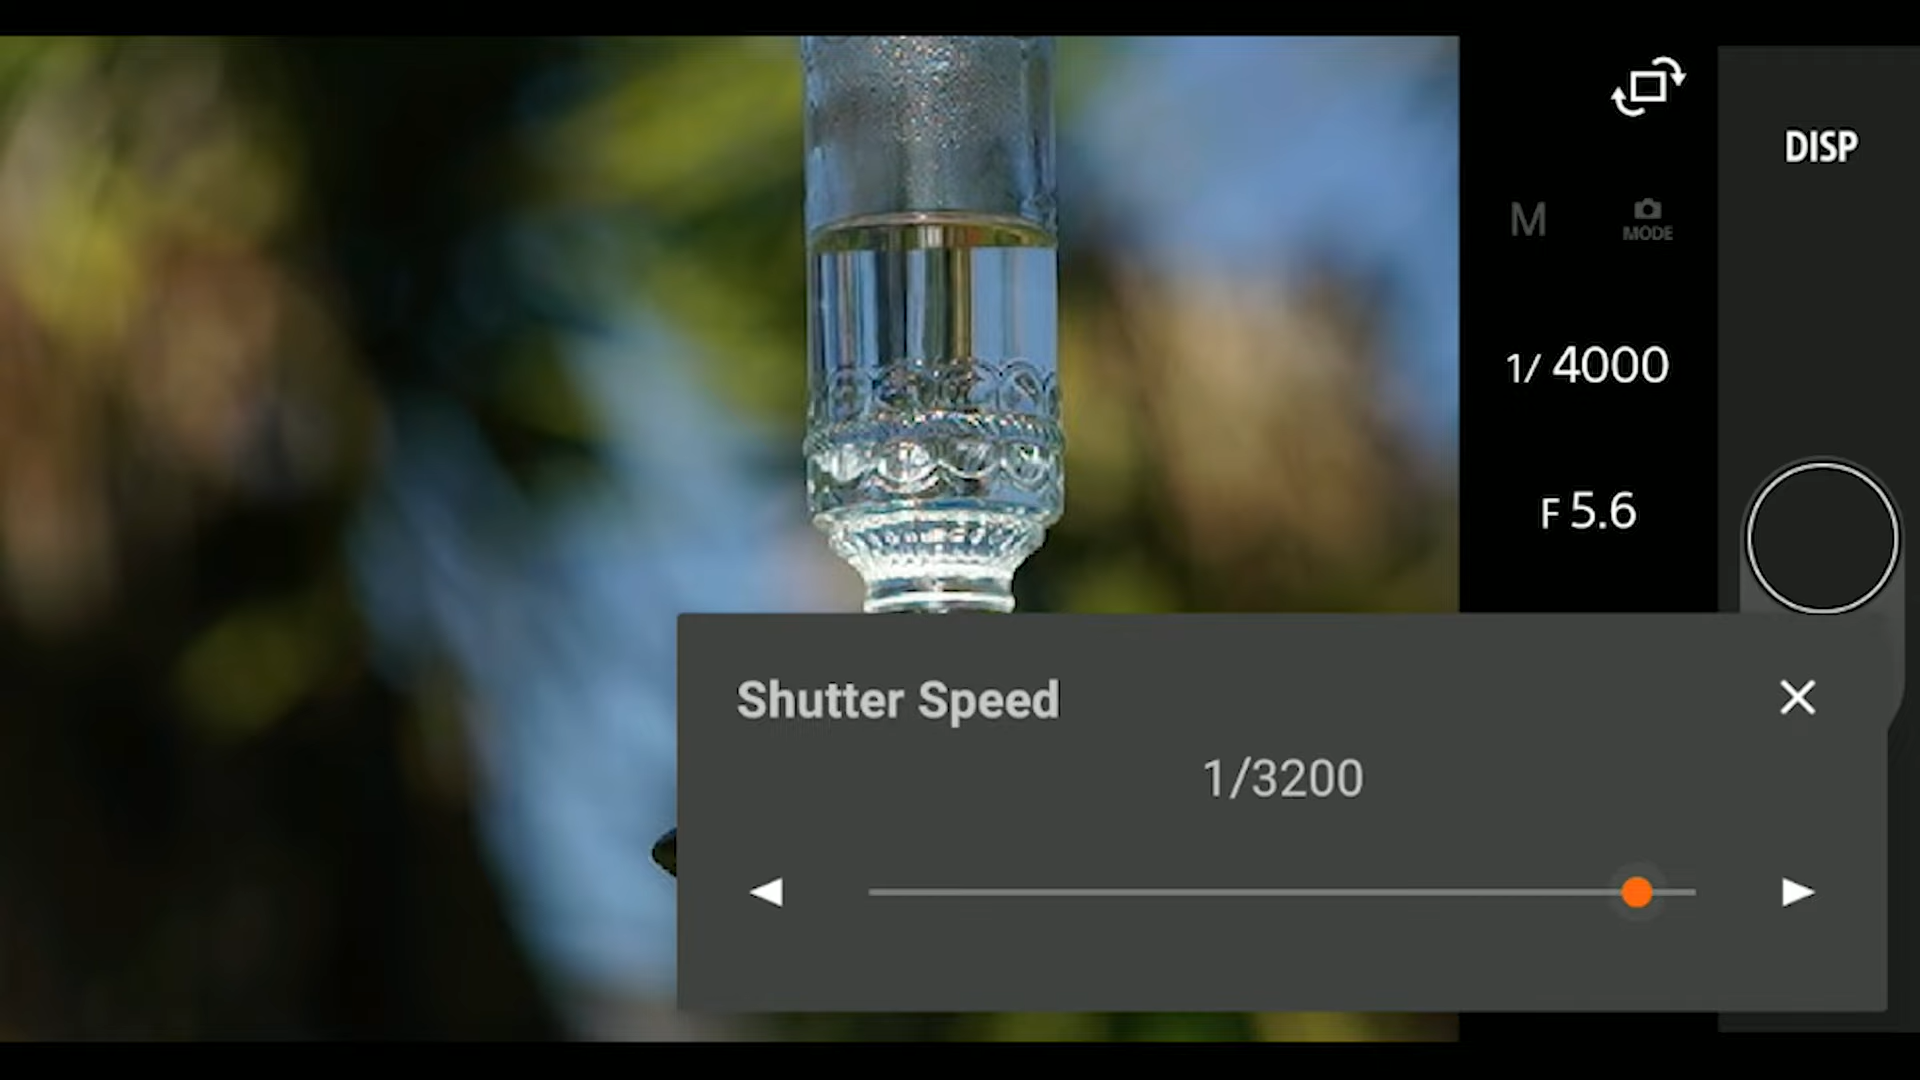 DISP
M
MODE
1/ 4000
F 5.6
Shutter Speed
1/3200